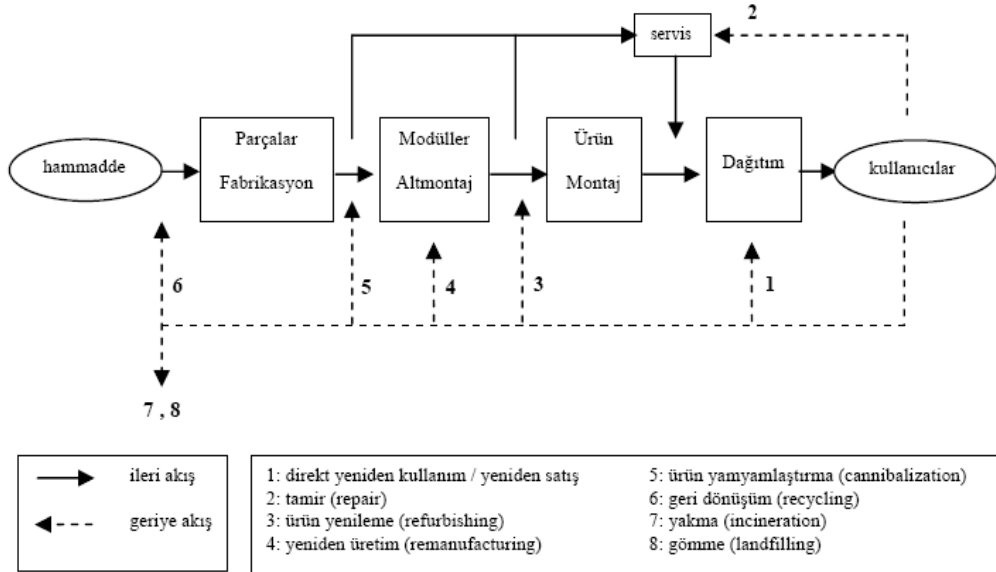 2
servis
hammadde
Parçalar
Fabrikasyon
Modüller
Altmontaj
Ürün
Montaj
Dağıtım
kullanıcılar
6
5
4
3
1
7 , 8
ileri akış
geriye akış
1: direkt yeniden kullanım / yeniden satış
2: tamir (repair)
3: ürün yenileme (refurbishing)
4: yeniden üretim (remanufacturing)
5: ürün yamyamlaştırma (cannibalization)
6: geri dönüşüm (recycling)
7: yakma (incineration)
8: gömme (landfilling)